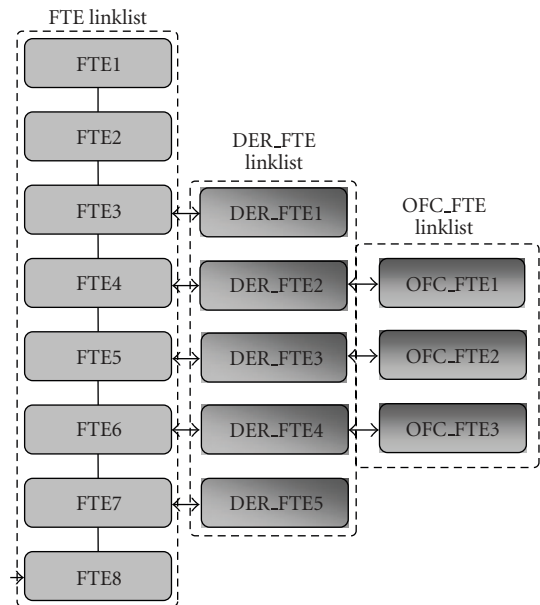 FTE linklist
FTE1
FTE2
FTE3
FTE4
FTE5
FTE6
FTE7
FTE8
DER_FTE
linklist
DER_FTE1
DER_FTE2
DER_FTE3
DER_FTE4
DER_FTE5
OFC_FTE
linklist
OFC_FTE1
OFC_FTE2
OFC_FTE3